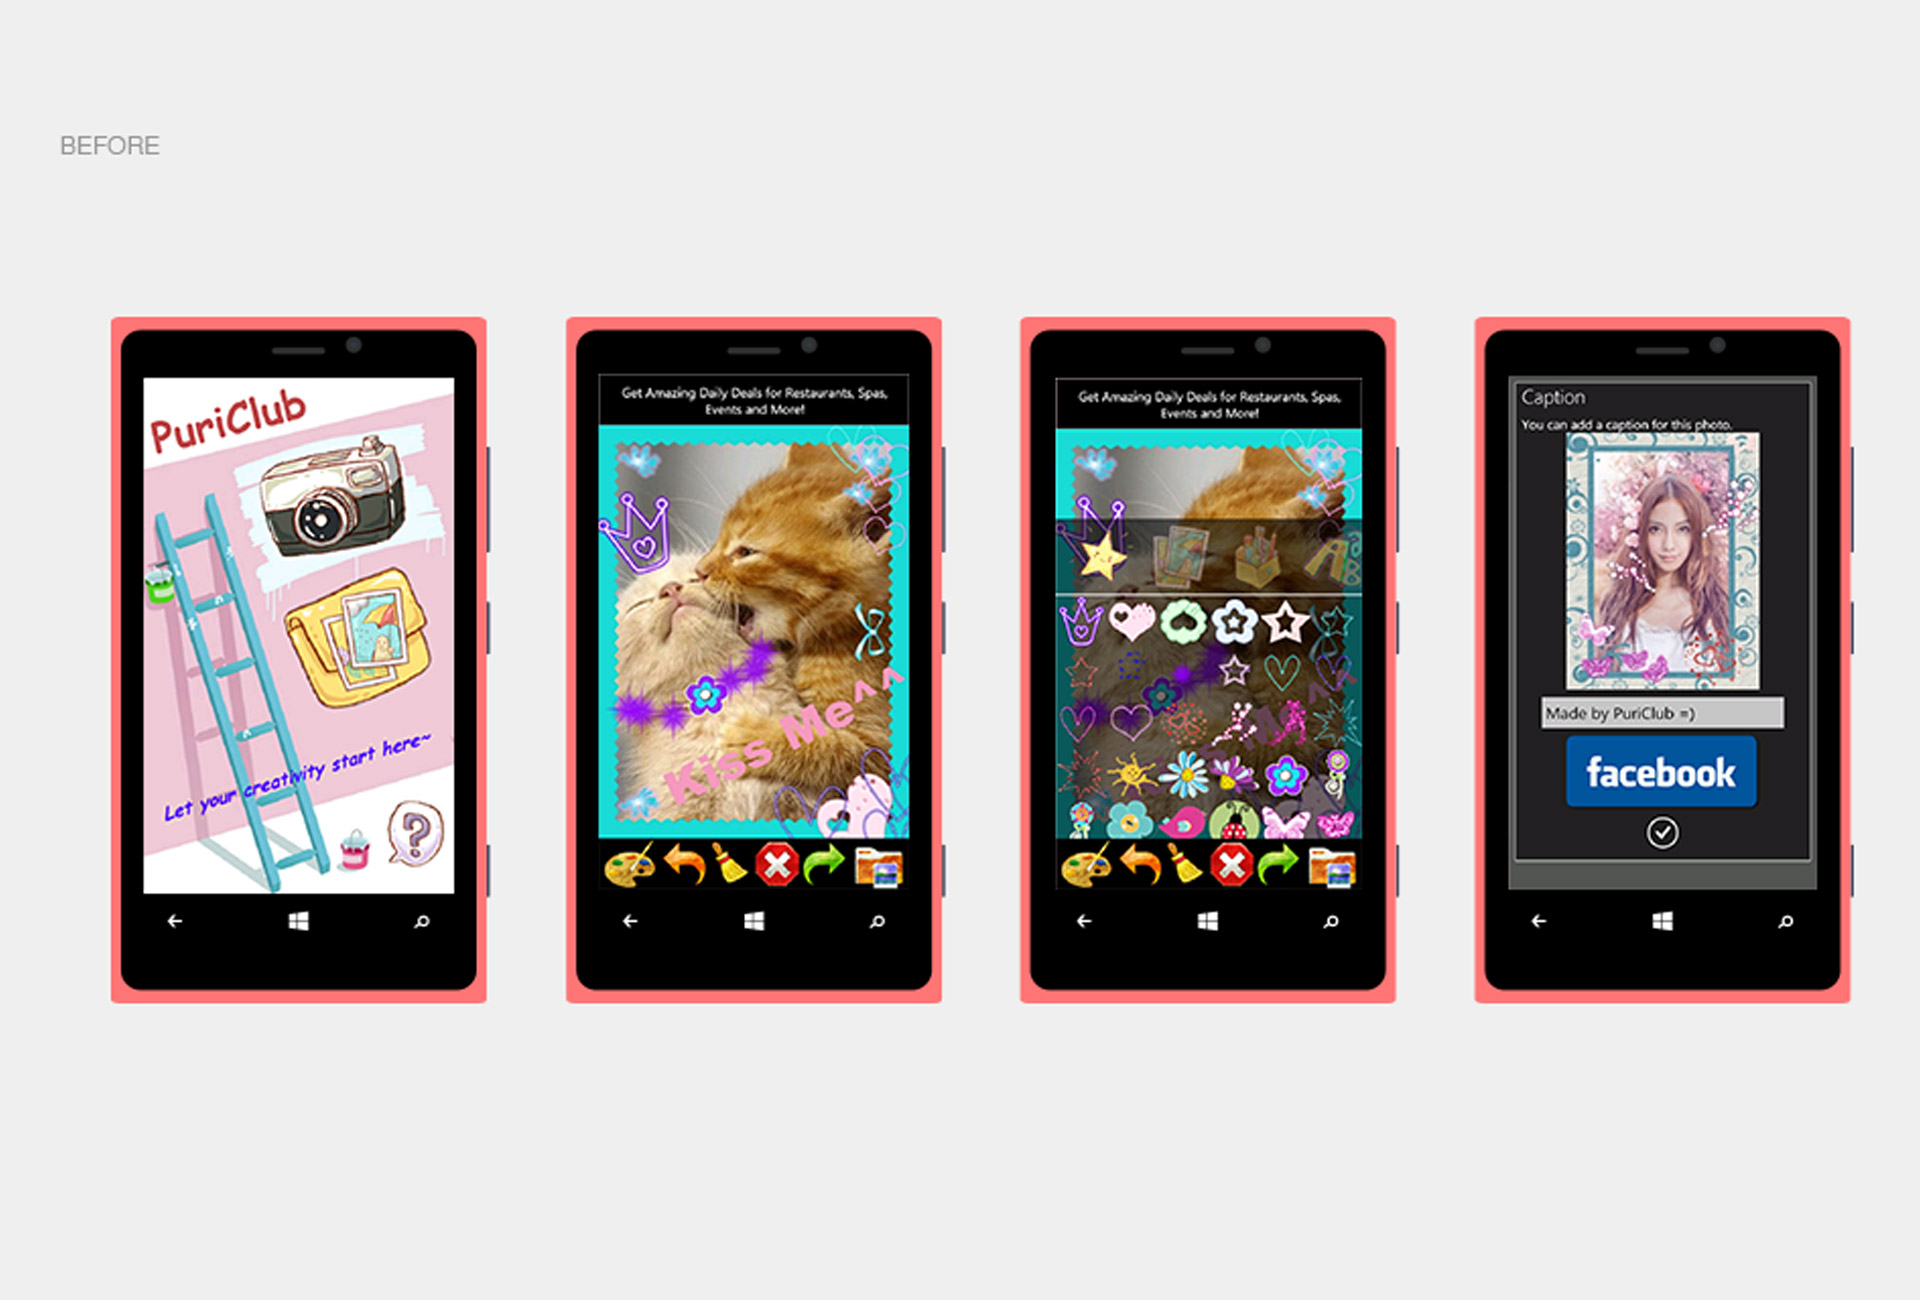 BEFORE
PuriClub
Let your creativity start here~
?
Get Amazing Daily Deals for Restaurants, Spas,
Events and More!
Kiss Me^^
Get Amazing Daily Deals for Restaurants, Spas,
Events and More!
Caption
You can add a caption for this photo.
Made by PuriClub =)
facebook